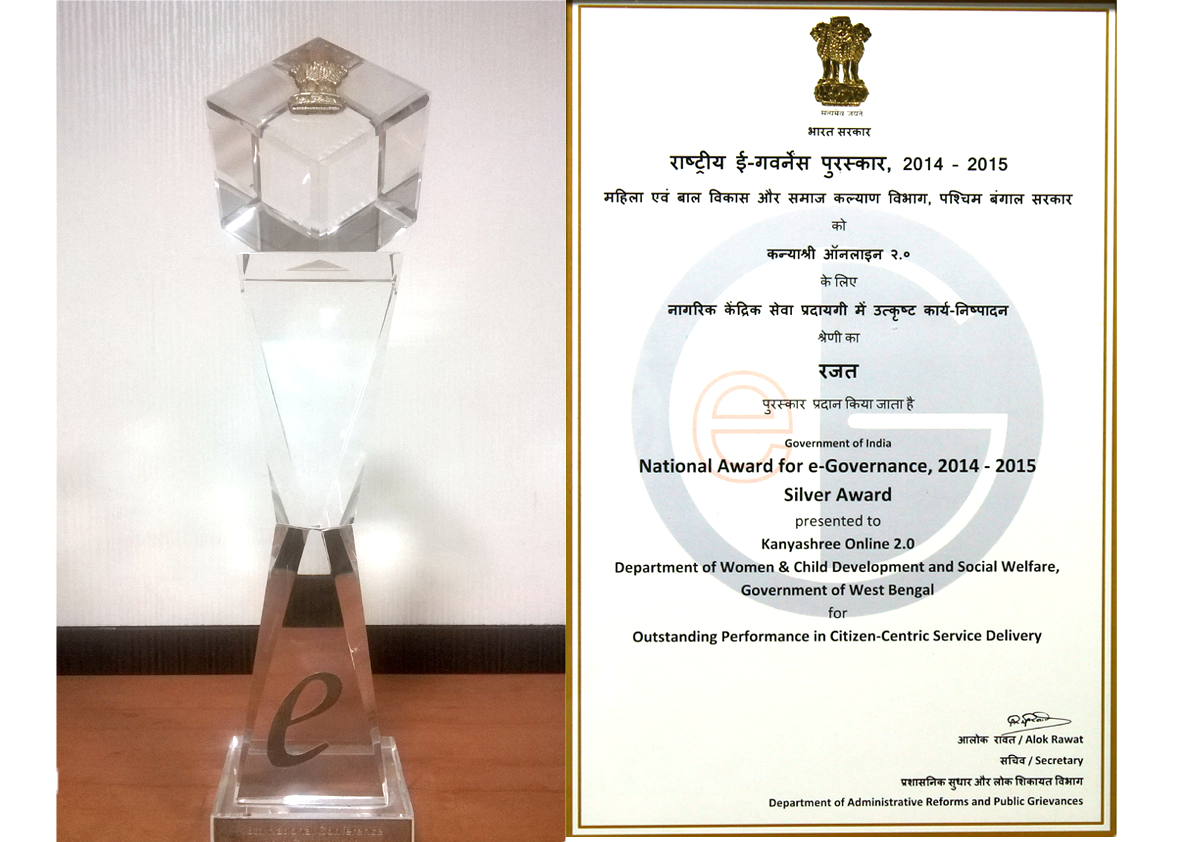 e
National Conference
सत्यमेव जयते
भारत सरकार
राष्ट्रीय ई-गवर्नेंस पुरस्कार, 2014 - 2015
महिला एवं बाल विकास और समाज कल्याण विभाग, पश्चिम बंगाल सरकार
को
कन्याश्री ऑनलाइन २.०
के लिए
नागरिक केंद्रिक सेवा प्रदायगी में उत्कृष्ट कार्य-निष्पादन
श्रेणी का
रजत
पुरस्कार प्रदान किया जाता है
e G
Government of India
National Award for e-Governance, 2014 - 2015
Silver Award
presented to
Kanyashree Online 2.0
Department of Women & Child Development and Social Welfare,
Government of West Bengal
for
Outstanding Performance in Citizen-Centric Service Delivery
आलोक रावत / Alok Rawat
सचिव / Secretary
प्रशासनिक सुधार और लोक शिकायत विभाग
Department of Administrative Reforms and Public Grievances